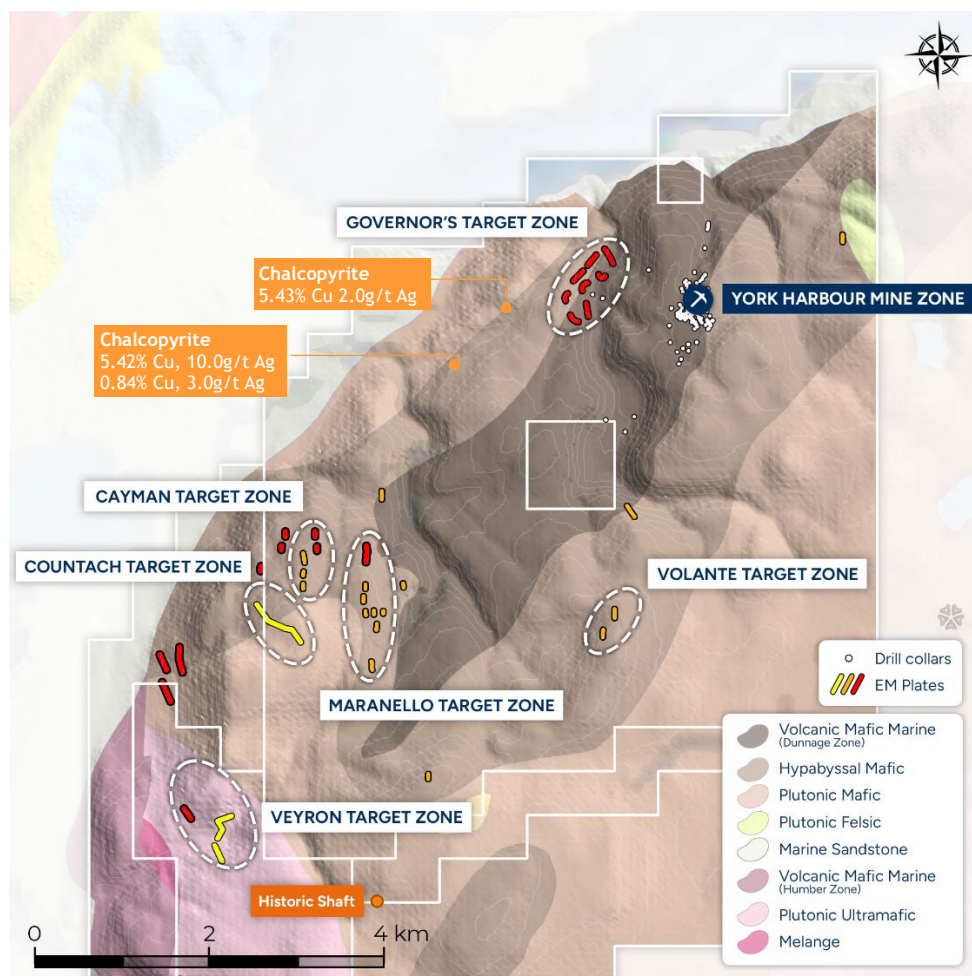 GOVERNOR'S TARGET ZONE
Chalcopyrite
5.43% Cu 2.0g/t Ag
YORK HARBOUR MINE ZONE
Chalcopyrite
5.42% Cu, 10.0g/t Ag
0.84% Cu, 3.0g/t Ag
CAYMAN TARGET ZONE
COUNTACH TARGET ZONE
VOLANTE TARGET ZONE
MARANELLO TARGET ZONE
VEYRON TARGET ZONE
Historic Shaft
0 2 4 km
Drill collars
EM Plates
Volcanic Mafic Marine
(Dunnage Zone)
Hypabyssal Mafic
Plutonic Mafic
Plutonic Felsic
Marine Sandstone
Volcanic Mafic Marine
(Humber Zone)
Plutonic Ultramafic
Melange